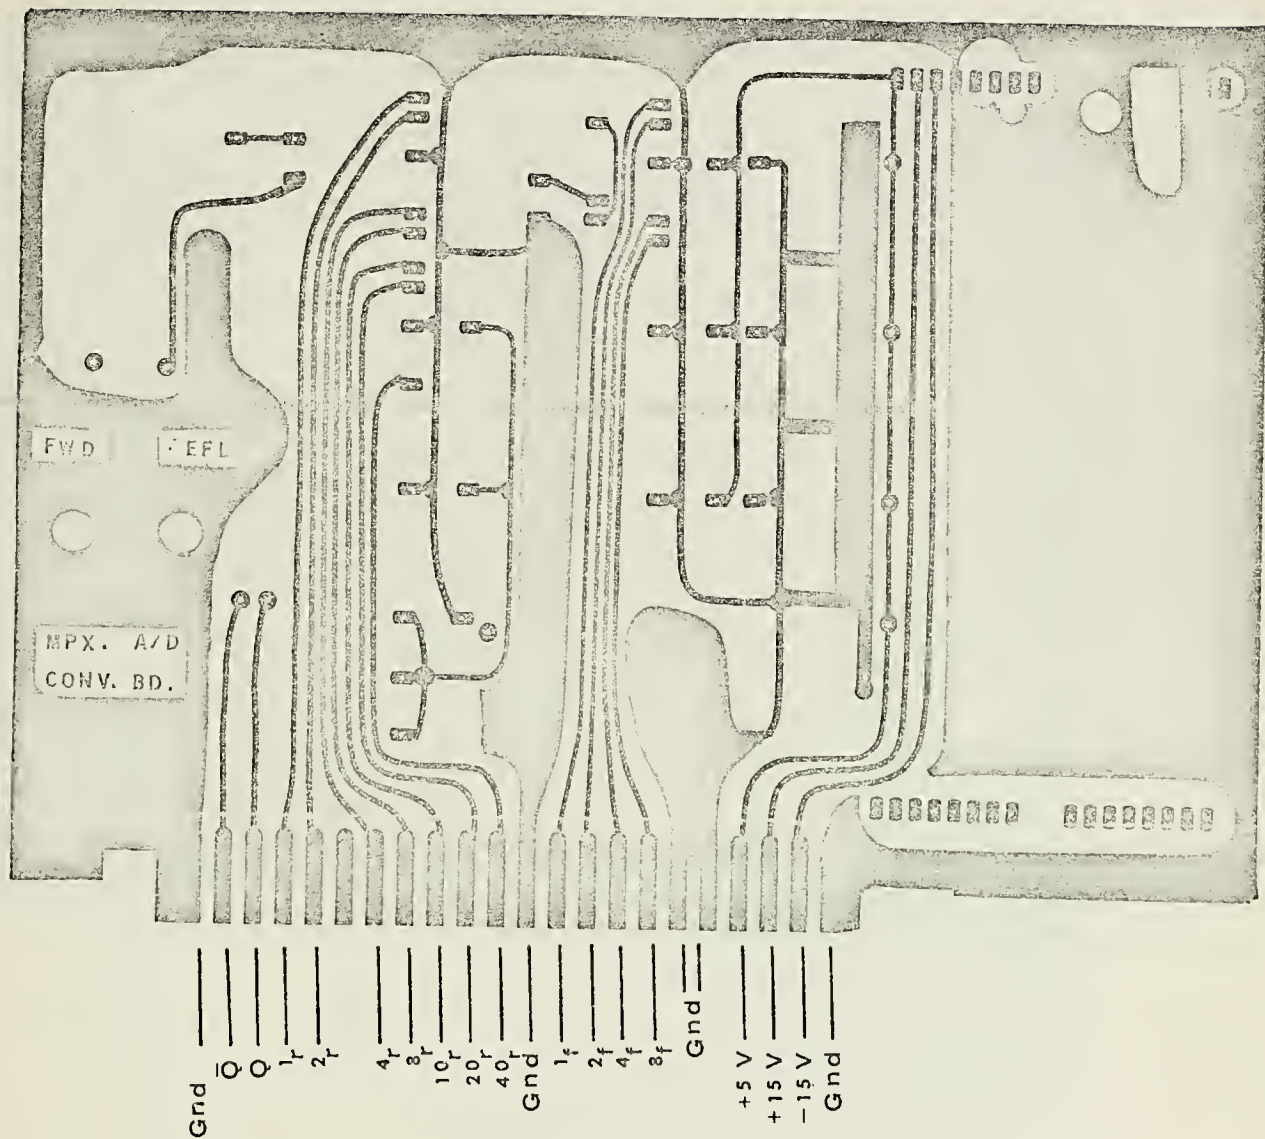 FWD
EFL
MPX. A/D
CONV. BD.
Gnd
Q̅
Q
1r
2r
4r
8r
10r
20r
40r
Gnd
1f
2f
4f
8f
Gnd
+5 V
+15 V
−15 V
Gnd